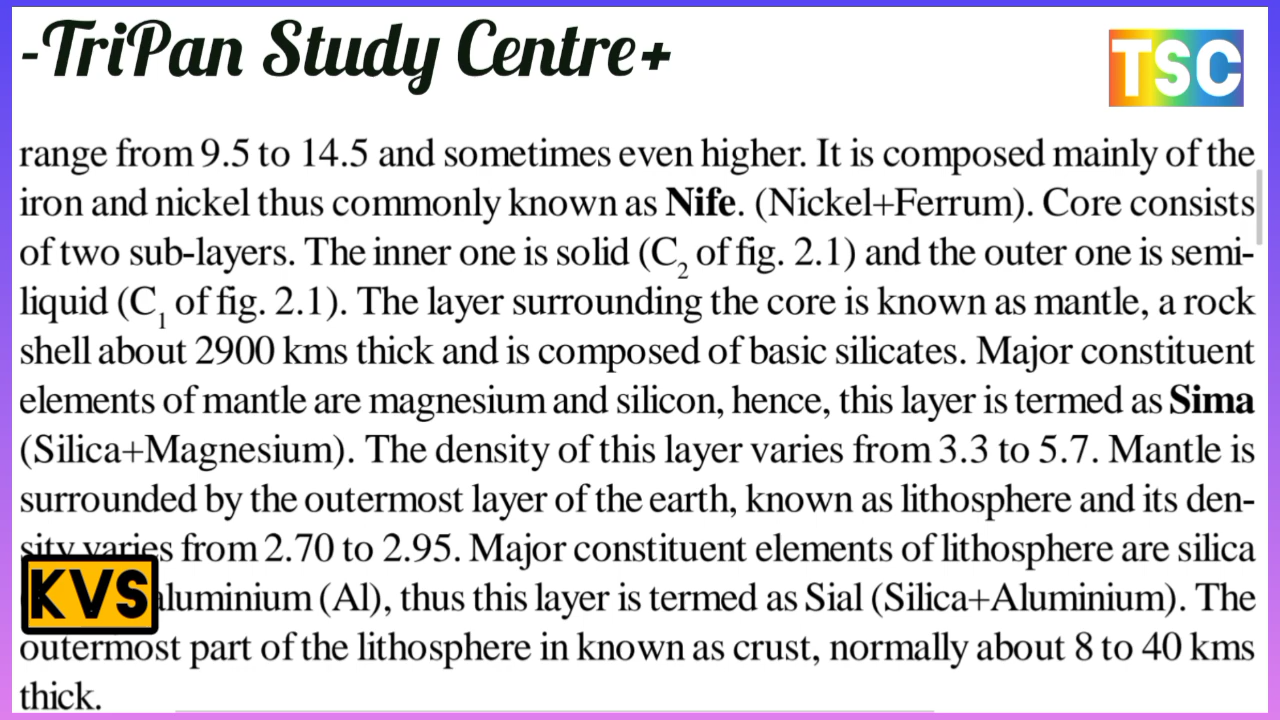 -TriPan Study Centre+
TSC
range from 9.5 to 14.5 and sometimes even higher. It is composed mainly of the
iron and nickel thus commonly known as Nife. (Nickel+Ferrum). Core consists
of two sub-layers. The inner one is solid (C₂ of fig. 2.1) and the outer one is semi-
liquid (C₁ of fig. 2.1). The layer surrounding the core is known as mantle, a rock
shell about 2900 kms thick and is composed of basic silicates. Major constituent
elements of mantle are magnesium and silicon, hence, this layer is termed as Sima
(Silica+Magnesium). The density of this layer varies from 3.3 to 5.7. Mantle is
surrounded by the outermost layer of the earth, known as lithosphere and its den-
sity varies from 2.70 to 2.95. Major constituent elements of lithosphere are silica
KVS
aluminium (Al), thus this layer is termed as Sial (Silica+Aluminium). The
outermost part of the lithosphere in known as crust, normally about 8 to 40 kms
thick.